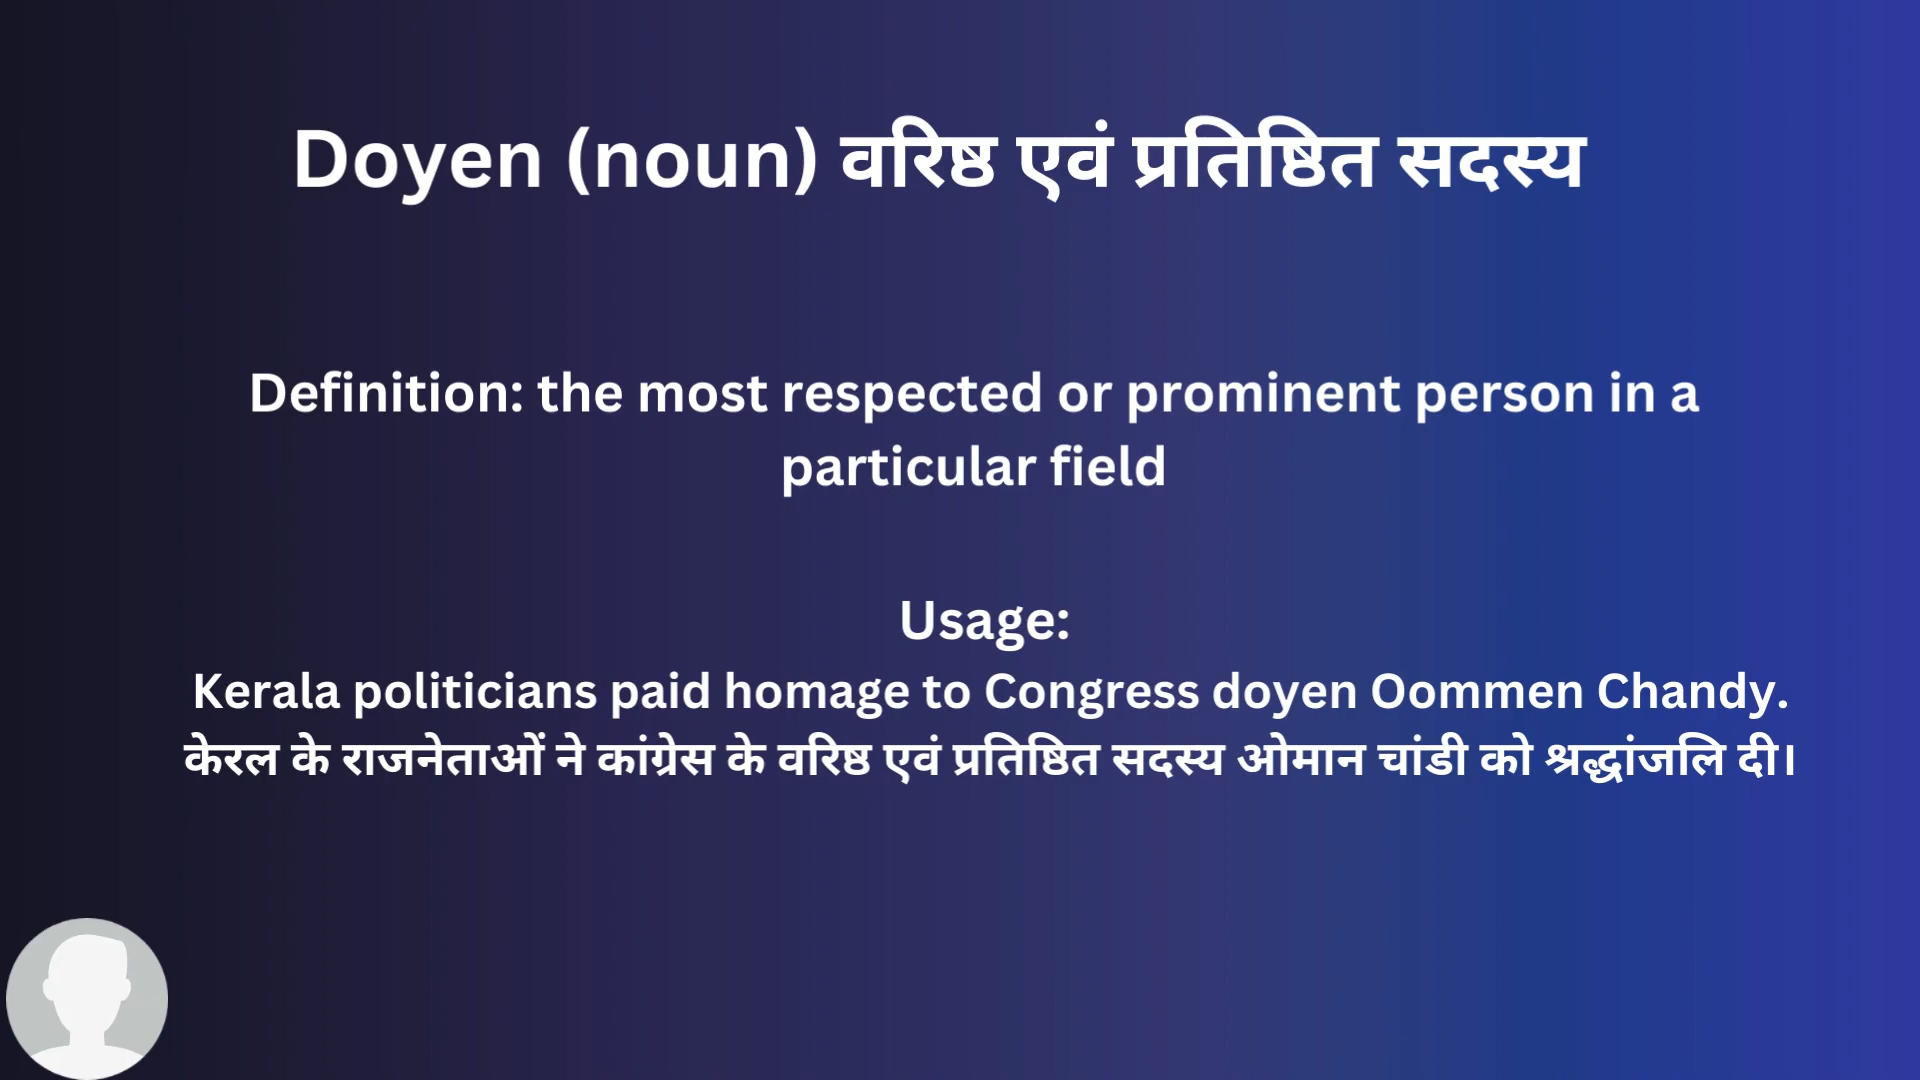 Doyen (noun) वरिष्ठ एवं प्रतिष्ठित सदस्य
Definition: the most respected or prominent person in a
particular field
Usage:
Kerala politicians paid homage to Congress doyen Oommen Chandy.
केरल के राजनेताओं ने कांग्रेस के वरिष्ठ एवं प्रतिष्ठित सदस्य ओमान चांडी को श्रद्धांजलि दी।